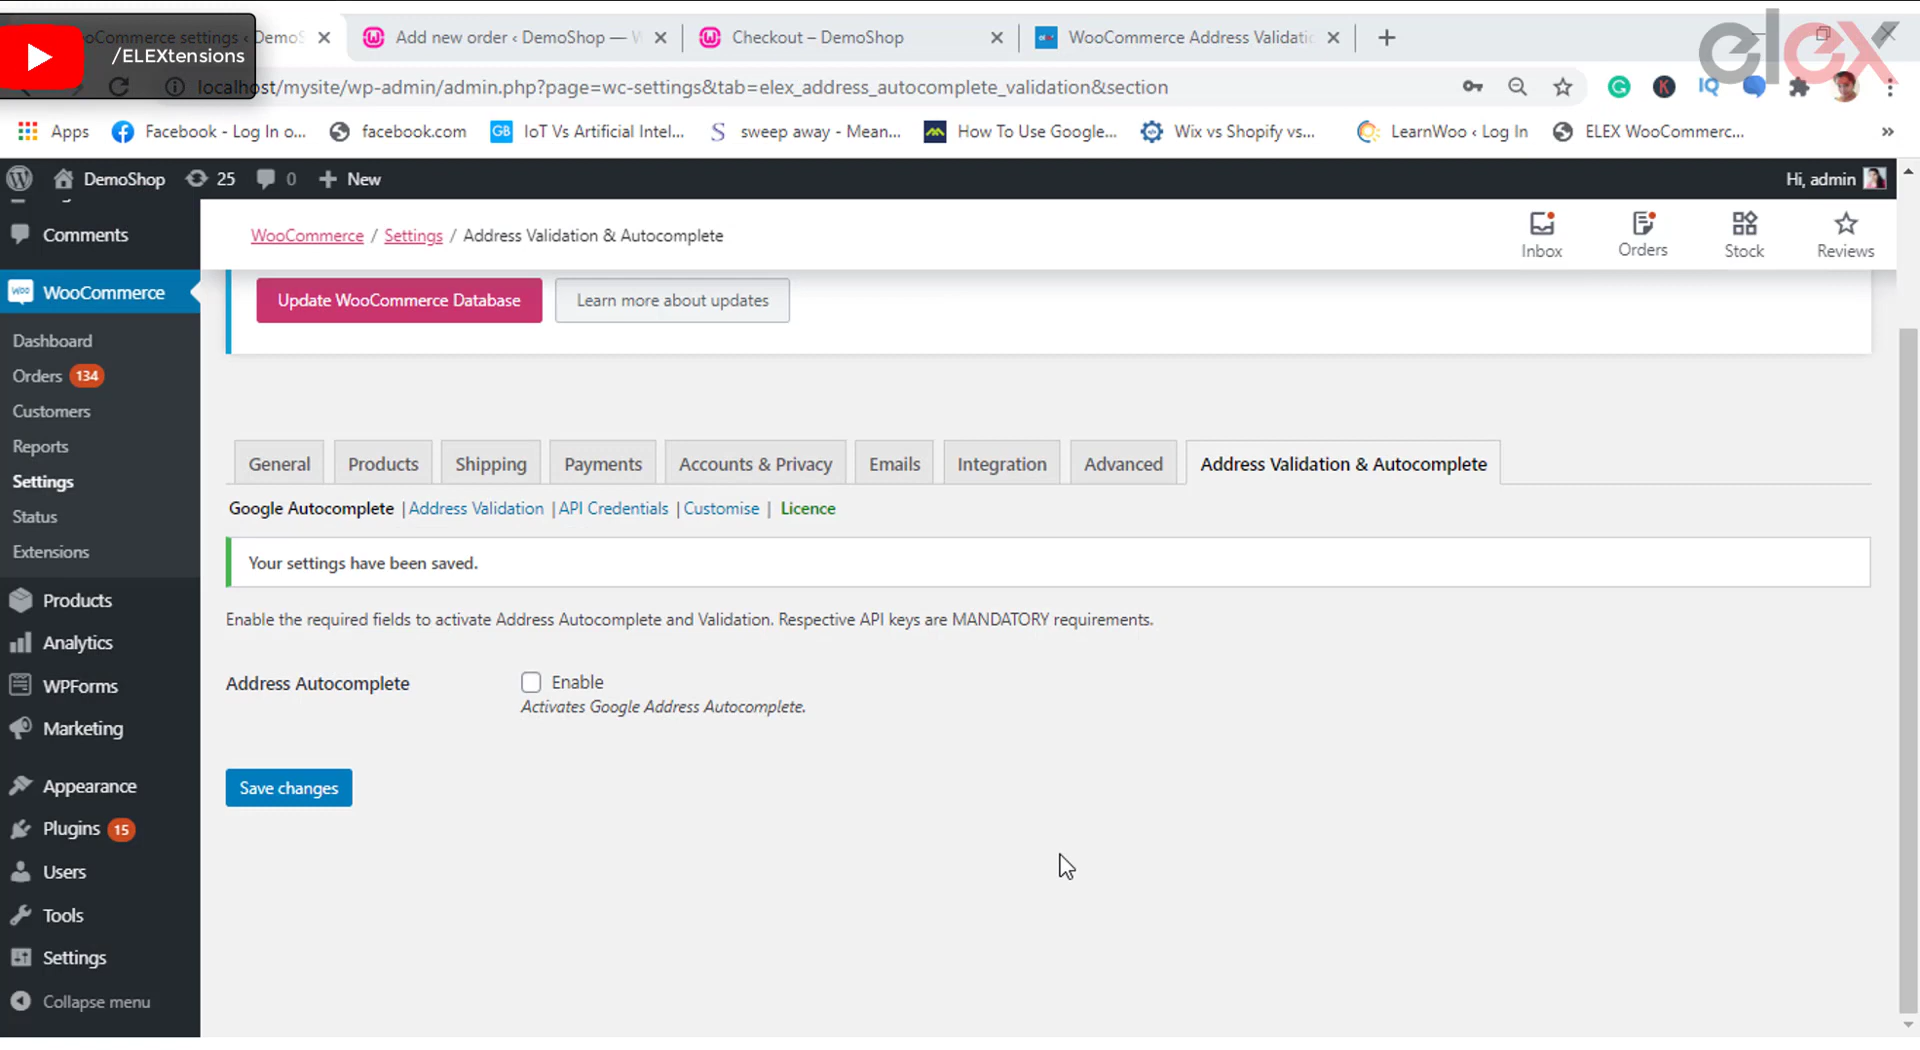 /ELEXtensions
ooCommerce settings ‹ DemoS
Add new order ‹ DemoShop —
Checkout – DemoShop
WooCommerce Address Validati
elex
localhost/mysite/wp-admin/admin.php?page=wc-settings&tab=elex_address_autocomplete_validation&section
IQ
Apps
Facebook - Log In o...
facebook.com
GB
IoT Vs Artificial Intel...
sweep away - Mean...
How To Use Google...
Wix vs Shopify vs...
LearnWoo ‹ Log In
ELEX WooCommerc...
»
DemoShop
25
0
New
Hi, admin
Comments
WooCommerce / Settings / Address Validation & Autocomplete
Inbox
Orders
Stock
Reviews
WooCommerce
Update WooCommerce Database
Learn more about updates
Dashboard
Orders 134
Customers
Reports
Settings
Status
Extensions
Products
Analytics
WPForms
Marketing
Appearance
Plugins 15
Users
Tools
Settings
Collapse menu
General
Products
Shipping
Payments
Accounts & Privacy
Emails
Integration
Advanced
Address Validation & Autocomplete
Google Autocomplete | Address Validation | API Credentials | Customise | Licence
Your settings have been saved.
Enable the required fields to activate Address Autocomplete and Validation. Respective API keys are MANDATORY requirements.
Address Autocomplete
Enable
Activates Google Address Autocomplete.
Save changes